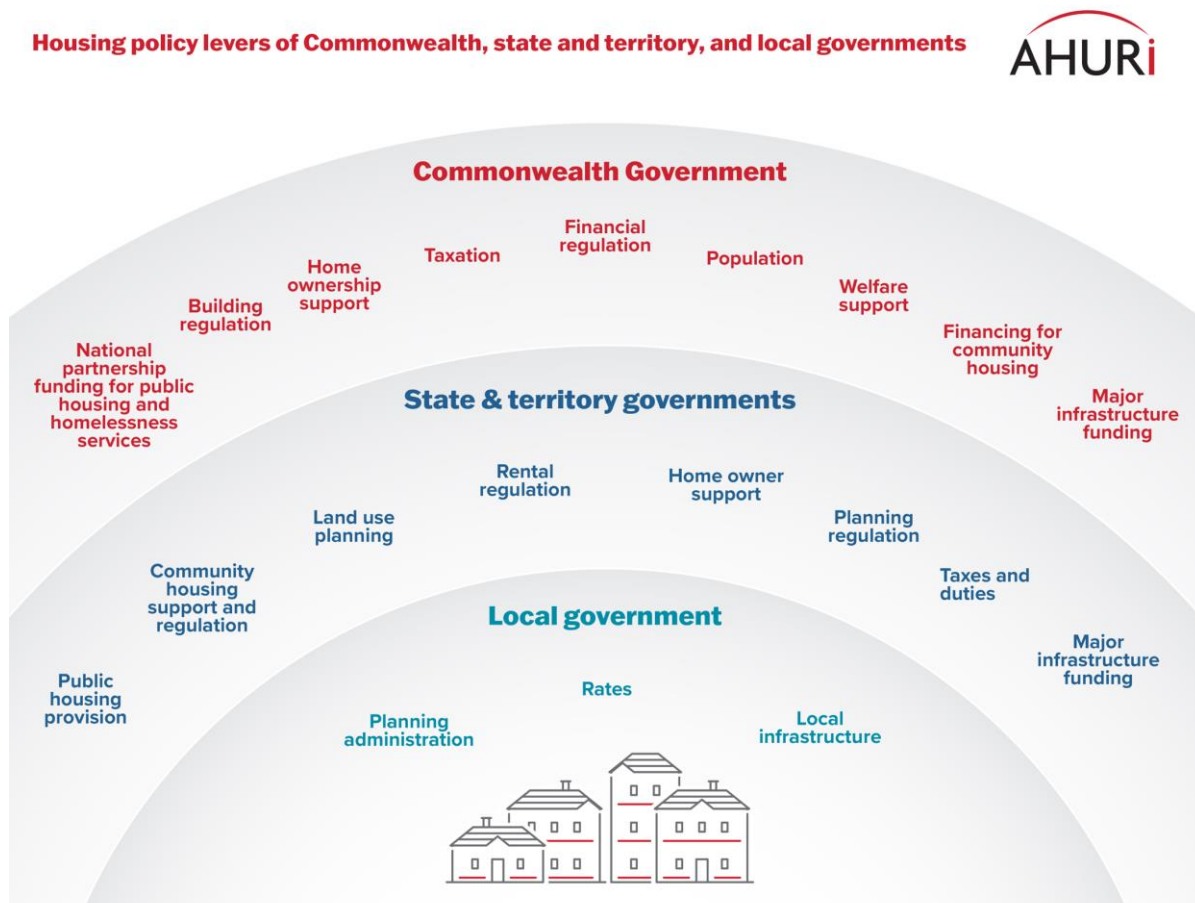 Housing policy levers of Commonwealth, state and territory, and local governments
AHURi
Commonwealth Government
National
partnership
funding for public
housing and
homelessness
services
Building
regulation
Home
ownership
support
Taxation
Financial
regulation
Population
Welfare
support
Financing for
community
housing
Major
infrastructure
funding
State & territory governments
Public
housing
provision
Community
housing
support and
regulation
Land use
planning
Rental
regulation
Home owner
support
Planning
regulation
Taxes and
duties
Major
infrastructure
funding
Local government
Planning
administration
Rates
Local
infrastructure